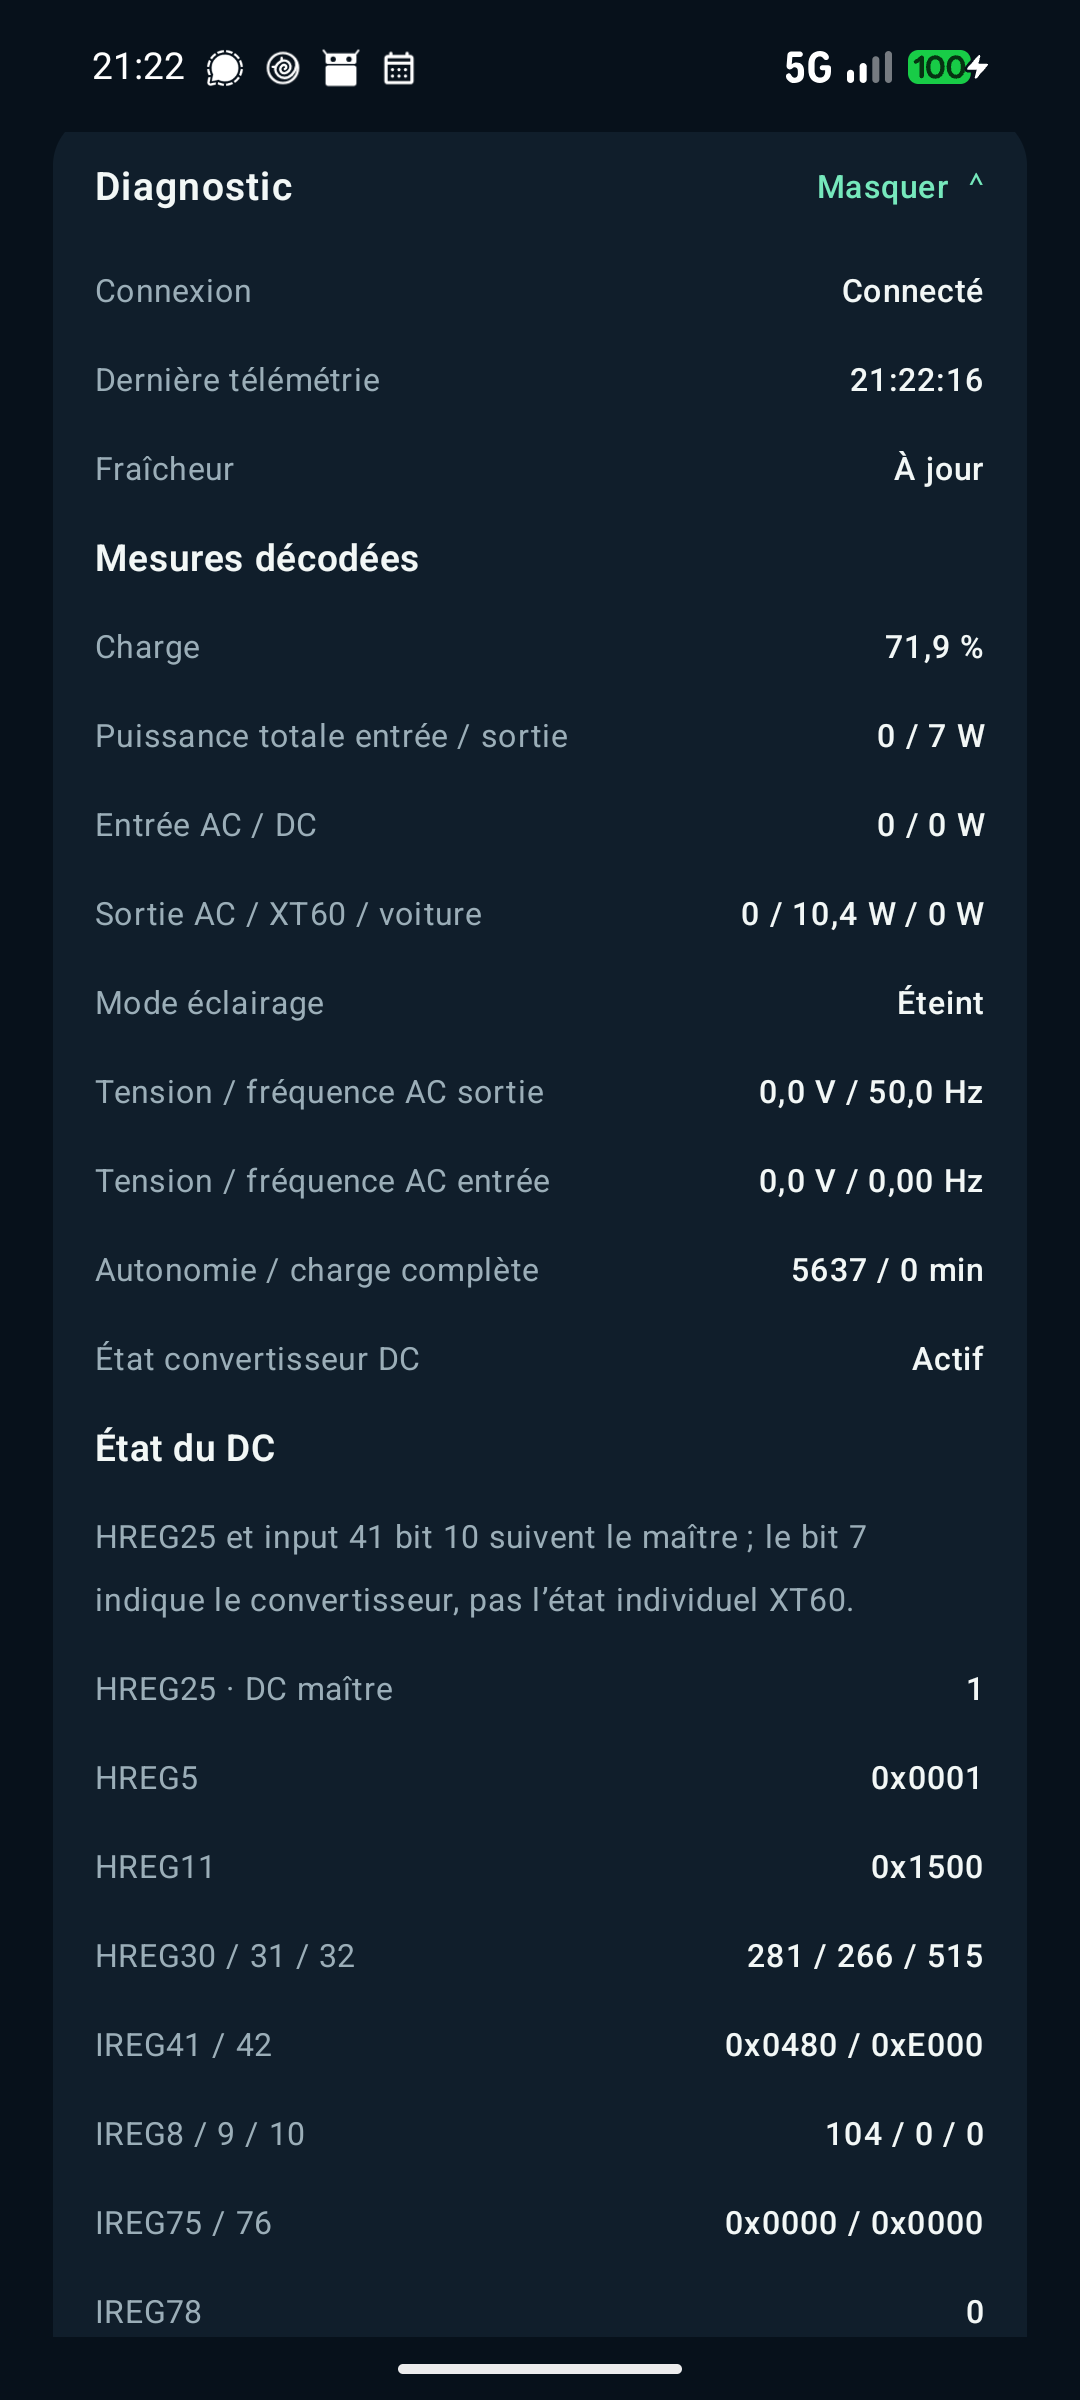 21:22 5G 100
Diagnostic Masquer ^
Connexion Connecté
Dernière télémétrie 21:22:16
Fraîcheur À jour
Mesures décodées
Charge 71,9 %
Puissance totale entrée / sortie 0 / 7 W
Entrée AC / DC 0 / 0 W
Sortie AC / XT60 / voiture 0 / 10,4 W / 0 W
Mode éclairage Éteint
Tension / fréquence AC sortie 0,0 V / 50,0 Hz
Tension / fréquence AC entrée 0,0 V / 0,00 Hz
Autonomie / charge complète 5637 / 0 min
État convertisseur DC Actif
État du DC
HREG25 et input 41 bit 10 suivent le maître ; le bit 7
indique le convertisseur, pas l’état individuel XT60.
HREG25 · DC maître 1
HREG5 0x0001
HREG11 0x1500
HREG30 / 31 / 32 281 / 266 / 515
IREG41 / 42 0x0480 / 0xE000
IREG8 / 9 / 10 104 / 0 / 0
IREG75 / 76 0x0000 / 0x0000
IREG78 0